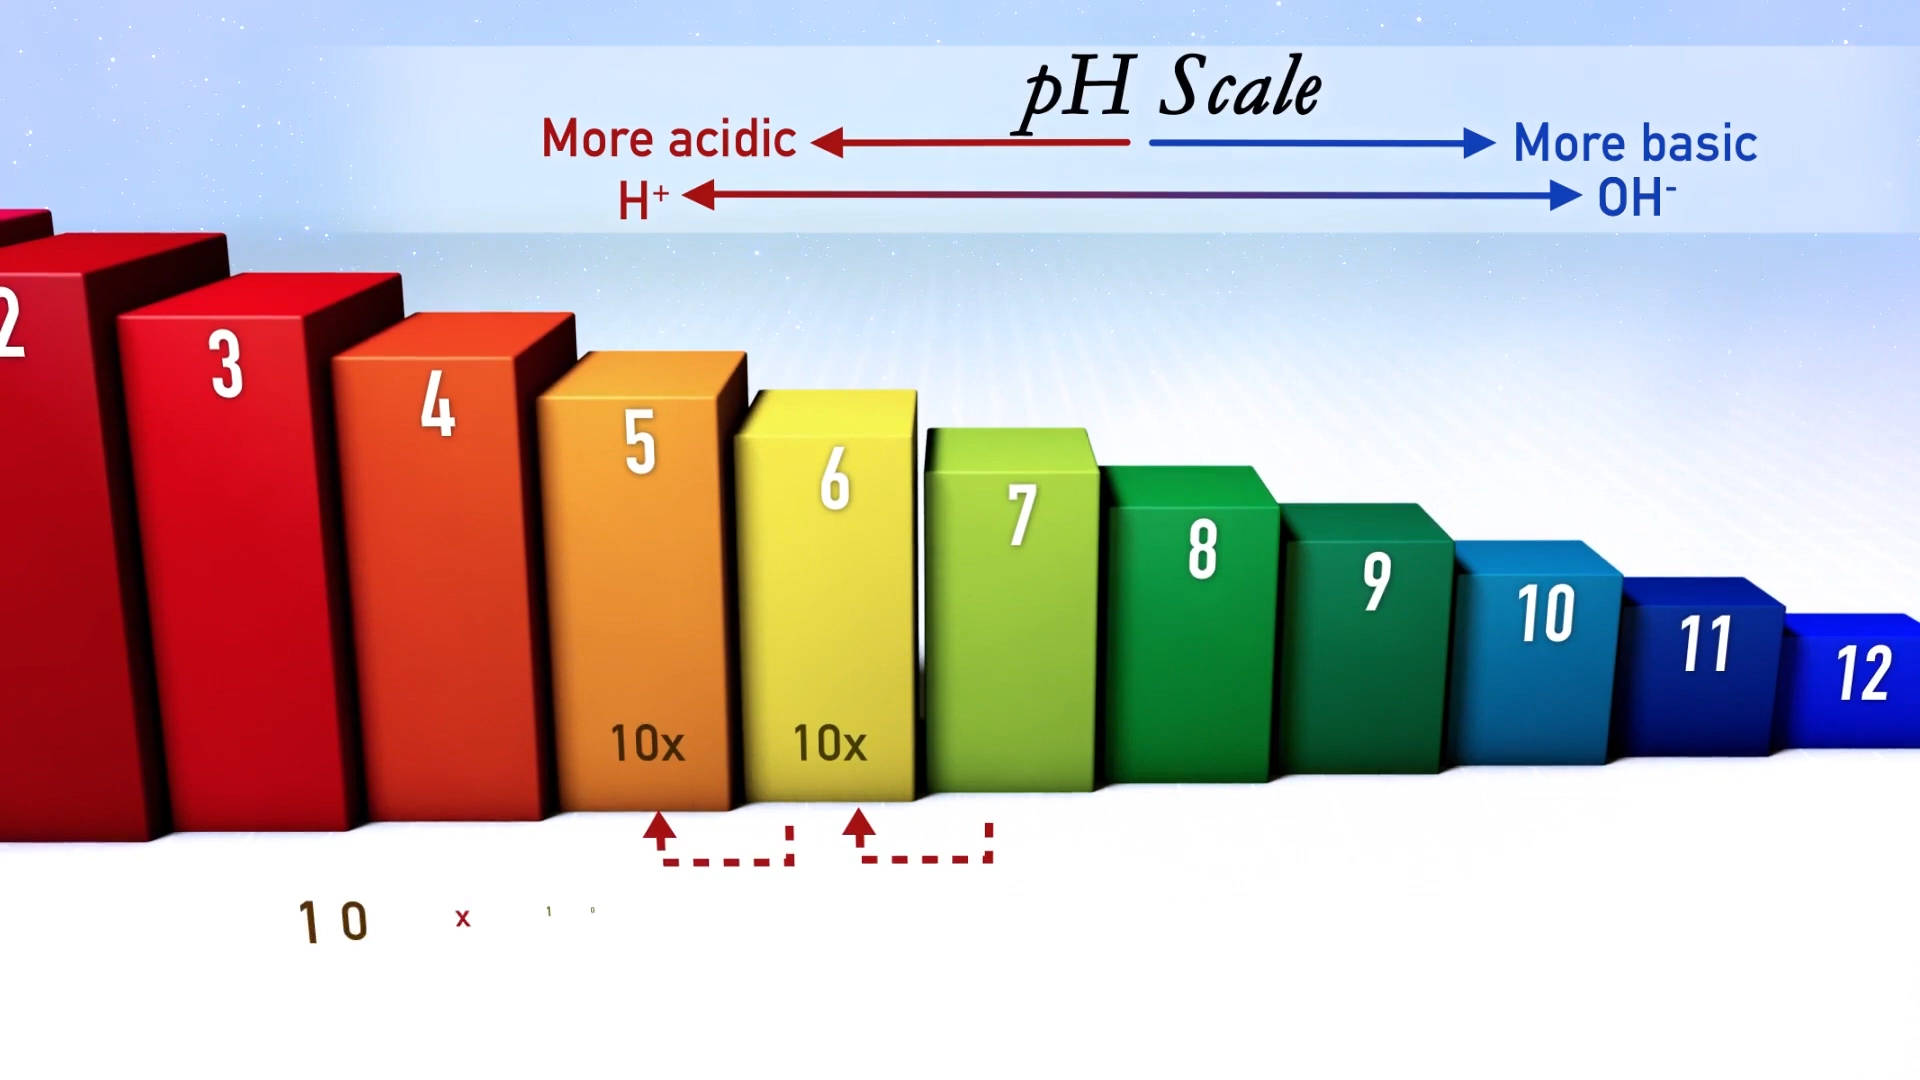 pH Scale
More acidic
More basic
H⁺
OH⁻
2
3
4
5
6
7
8
9
10
11
12
10x
10x
10 x 10